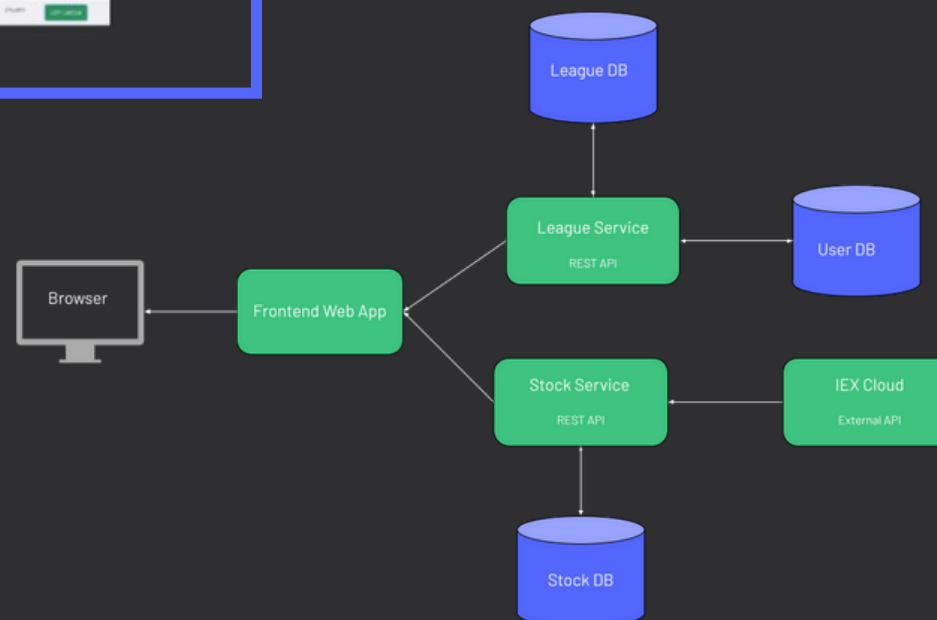 League DB
League Service
REST API
User DB
Browser
Frontend Web App
Stock Service
REST API
IEX Cloud
External API
Stock DB